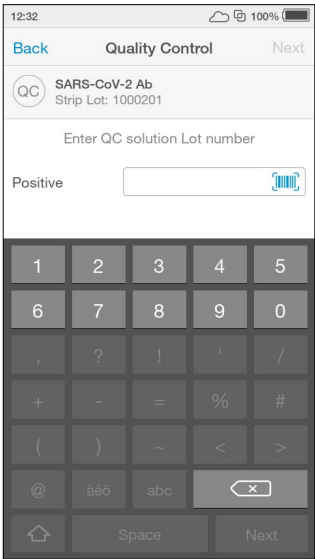 12:32 100%
Back Quality Control Next
QC SARS-CoV-2 Ab
Strip Lot: 1000201
Enter QC solution Lot number
Positive
1 2 3 4 5
6 7 8 9 0
, ? ! ' /
+ - = % #
( ) ~ < >
@ àêö abc
Space Next